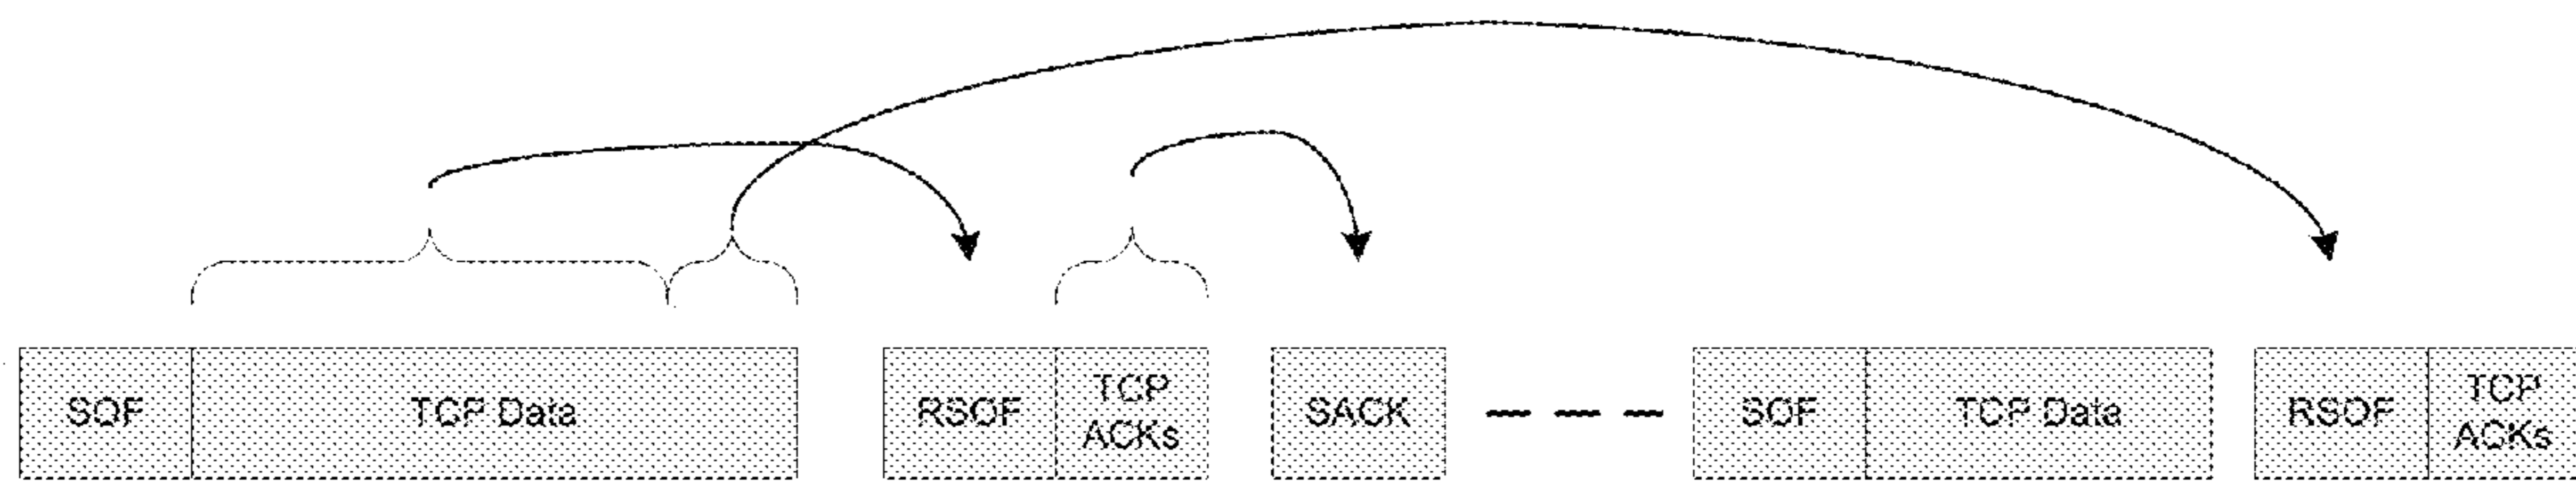 SOF
TCP Data
RSOF
TCP
ACKs
SACK
SOF
TCP Data
RSOF
TCP
ACKs